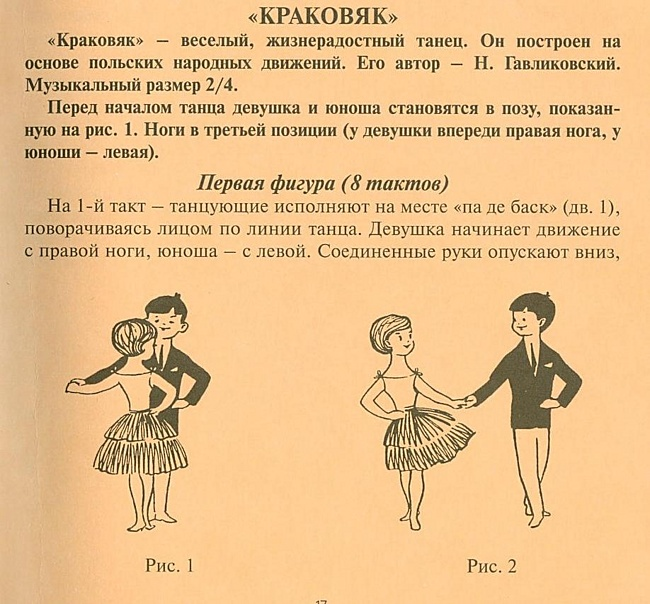 «КРАКОВЯК»
«Краковяк» — веселый, жизнерадостный танец. Он построен на
основе польских народных движений. Его автор — Н. Гавликовский.
Музыкальный размер 2/4.
Перед началом танца девушка и юноша становятся в позу, показан-
ную на рис. 1. Ноги в третьей позиции (у девушки впереди правая нога, у
юноши — левая).
Первая фигура (8 тактов)
На 1-й такт — танцующие исполняют на месте «па де баск» (дв. 1),
поворачиваясь лицом по линии танца. Девушка начинает движение
с правой ноги, юноша — с левой. Соединенные руки опускают вниз,
Рис. 1
Рис. 2